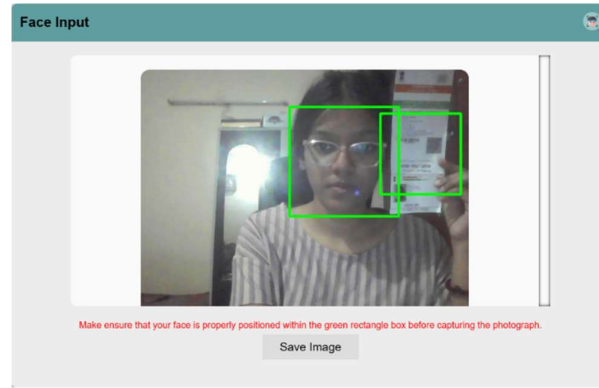 Face Input
Make ensure that your face is properly positioned within the green rectangle box before capturing the photograph.
Save Image